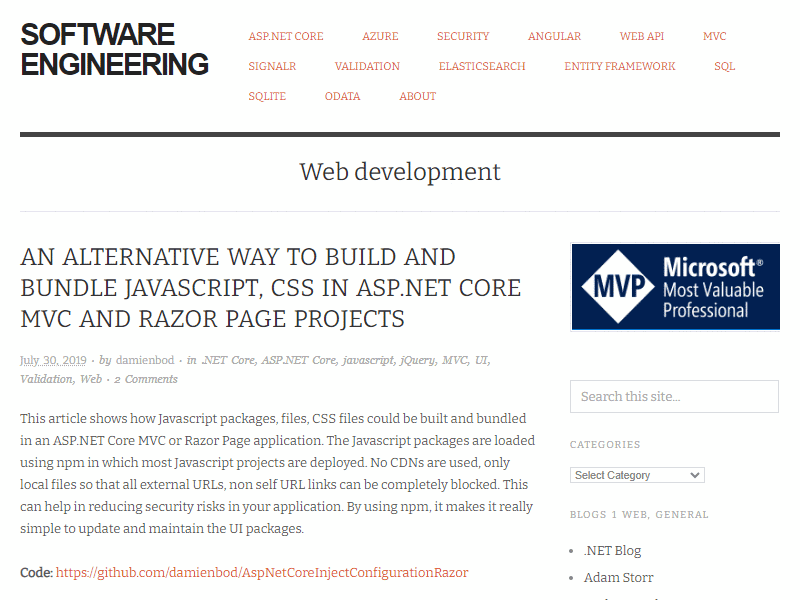 SOFTWARE
ENGINEERING
ASP.NET CORE AZURE SECURITY ANGULAR WEB API MVC
SIGNALR VALIDATION ELASTICSEARCH ENTITY FRAMEWORK SQL
SQLITE ODATA ABOUT
Web development
AN ALTERNATIVE WAY TO BUILD AND
BUNDLE JAVASCRIPT, CSS IN ASP.NET CORE
MVC AND RAZOR PAGE PROJECTS
July 30, 2019 · by damienbod · in .NET Core, ASP.NET Core, javascript, jQuery, MVC, UI,
Validation, Web · 2 Comments
This article shows how Javascript packages, files, CSS files could be built and bundled
in an ASP.NET Core MVC or Razor Page application. The Javascript packages are loaded
using npm in which most Javascript projects are deployed. No CDNs are used, only
local files so that all external URLs, non self URL links can be completely blocked. This
can help in reducing security risks in your application. By using npm, it makes it really
simple to update and maintain the UI packages.
Code: https://github.com/damienbod/AspNetCoreInjectConfigurationRazor
MVP
Microsoft®
Most Valuable
Professional
Search this site...
CATEGORIES
Select Category
BLOGS 1 WEB, GENERAL
.NET Blog
Adam Storr